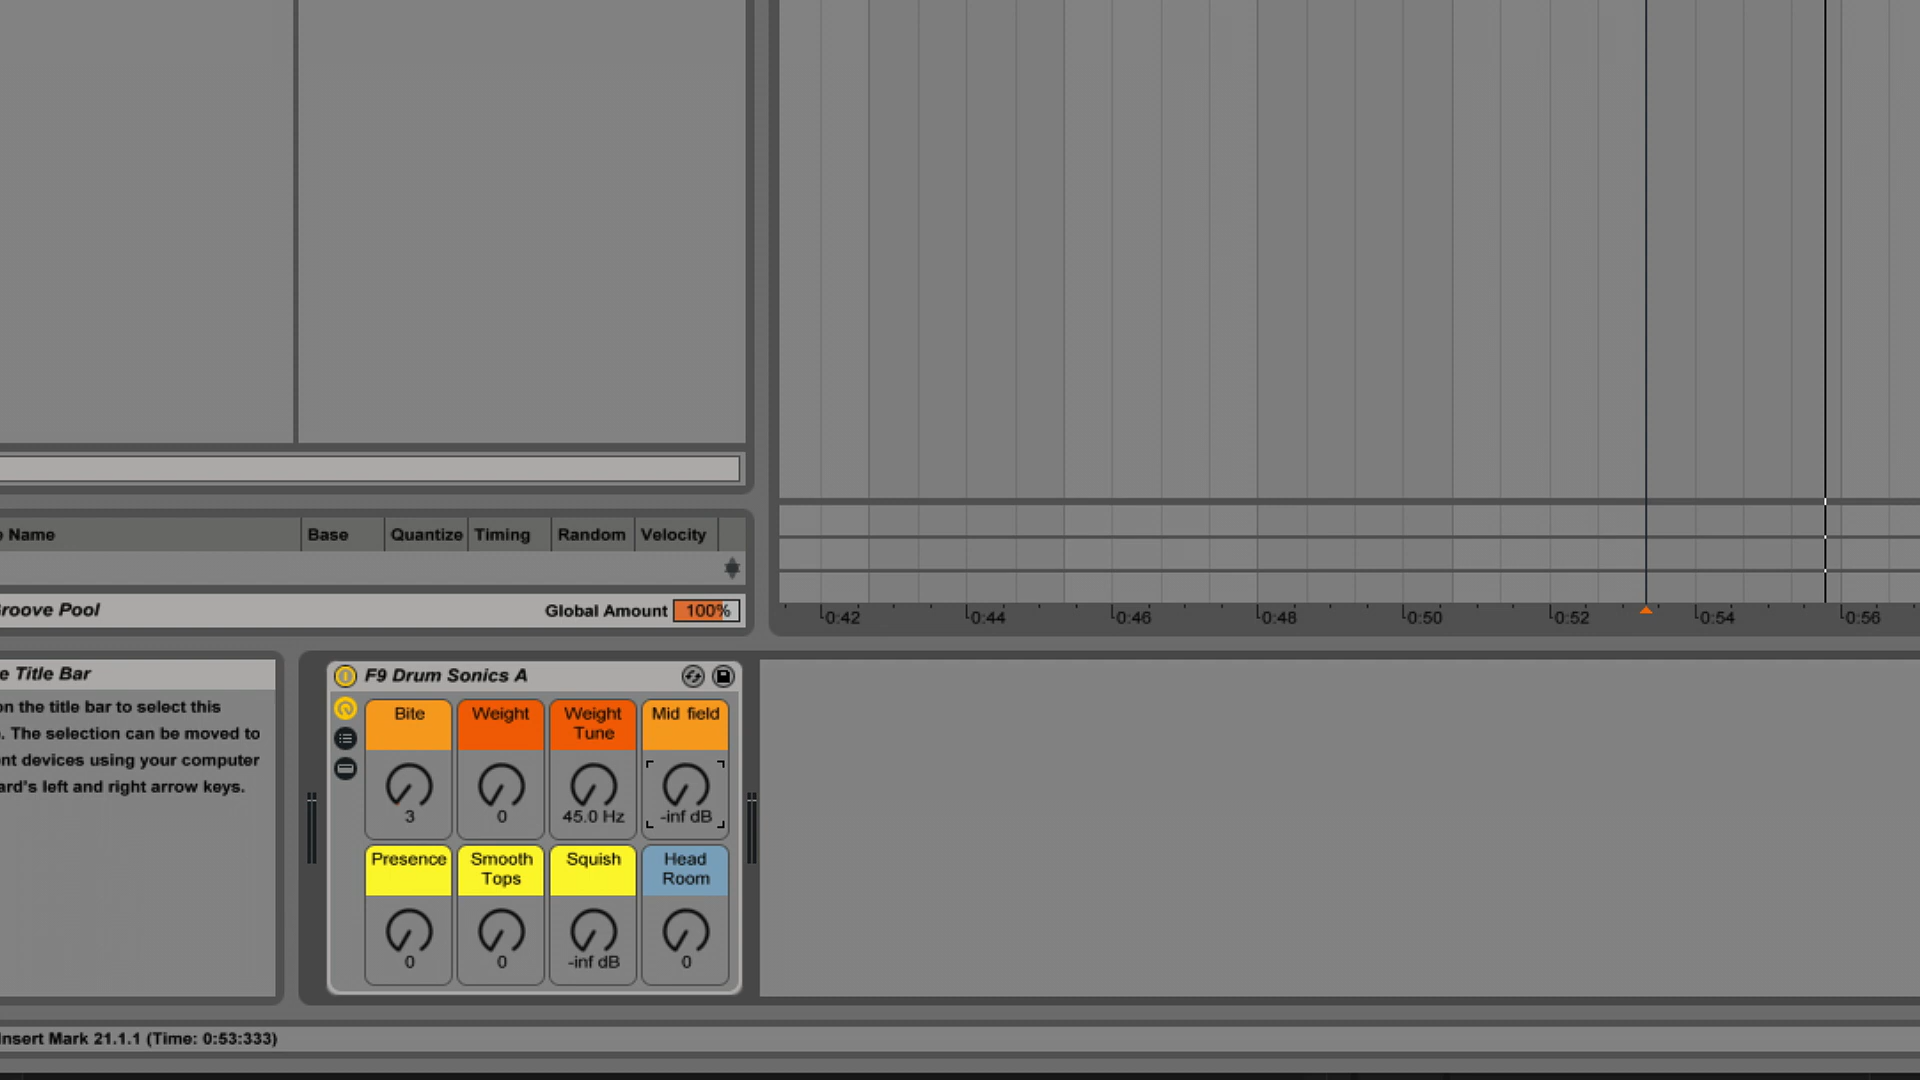 Name
Base
Quantize
Timing
Random
Velocity
roove Pool
Global Amount
100%
0:42
0:44
0:46
0:48
0:50
0:52
0:54
0:56
e Title Bar
on the title bar to select this
. The selection can be moved to
nt devices using your computer
ard's left and right arrow keys.
F9 Drum Sonics A
Bite
Weight
Weight
Tune
Mid field
3
0
45.0 Hz
-inf dB
Presence
Smooth
Tops
Squish
Head
Room
0
0
-inf dB
0
Insert Mark 21.1.1 (Time: 0:53:333)